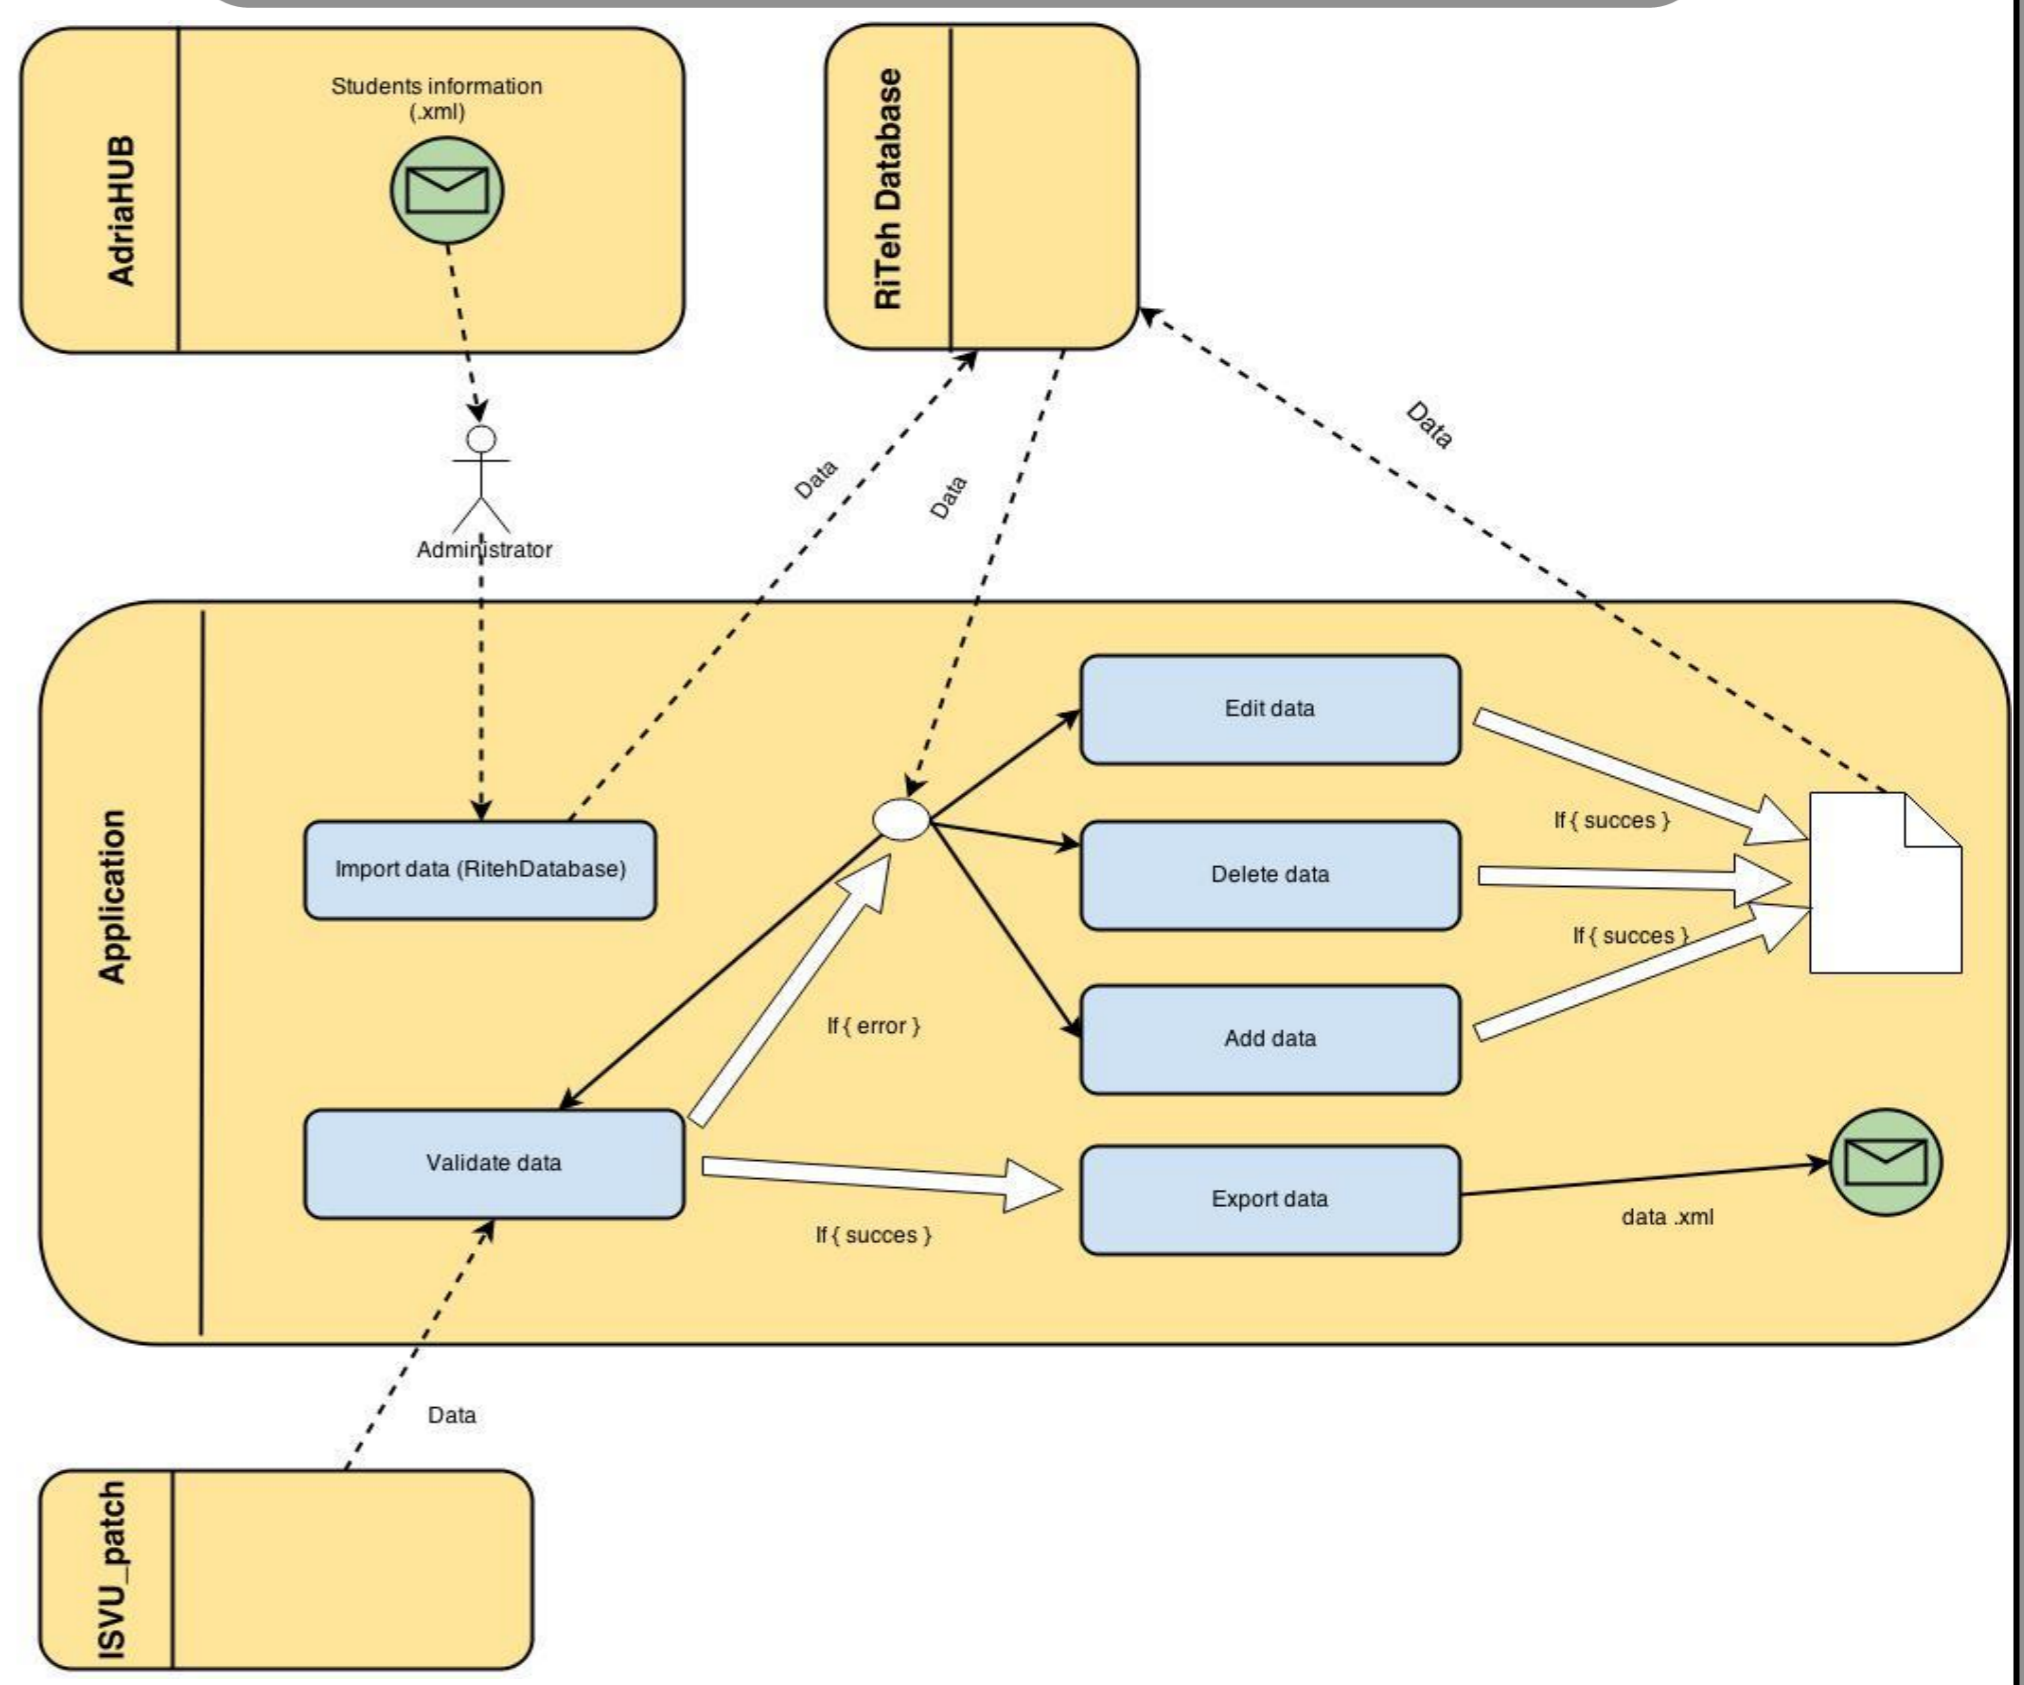 AdriaHUB
Students information
(.xml)
RiTeh Database
Administrator
Data
Data
Data
Application
Import data (RitehDatabase)
Edit data
Delete data
Add data
If { succes }
If { succes }
If { error }
Validate data
If { succes }
Export data
data .xml
Data
ISVU_patch